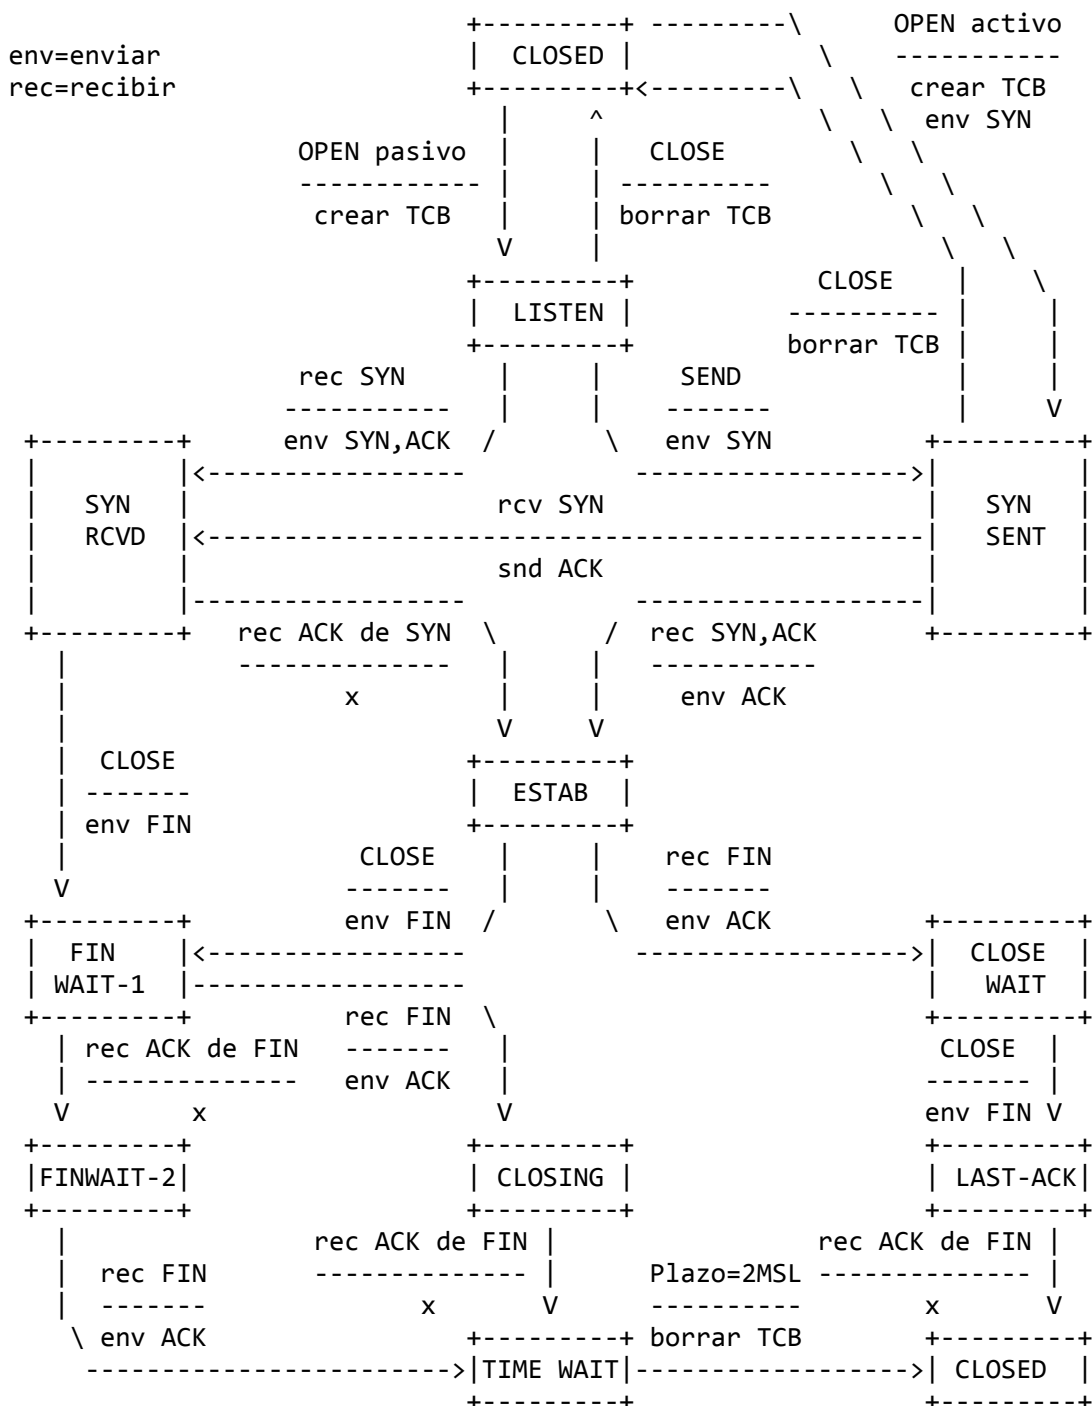 +---------+ ---------\      OPEN activo
env=enviar                     |  CLOSED |            \    -----------
rec=recibir                    +---------+<---------\   \   crear TCB
                                 |     ^              \   \  env SYN
                   OPEN pasivo   |     |   CLOSE        \   \
                   ------------  |     | ----------       \   \
                    crear TCB    |     | borrar TCB         \   \
                                 V     |                      \   \
                               +---------+            CLOSE    |    \
                               |  LISTEN |          ---------- |     |
                               +---------+          borrar TCB |     |
                    rec SYN      |     |     SEND              |     |
                   -----------   |     |    -------            |     V
 +---------+       env SYN,ACK  /       \   env SYN          +---------+
 |         |<-----------------           ------------------>|         |
 |   SYN   |                    rcv SYN                     |   SYN   |
 |   RCVD  |<-----------------------------------------------|   SENT  |
 |         |                    snd ACK                     |         |
 |         |------------------           -------------------|         |
 +---------+   rec ACK de SYN  \       /  rec SYN,ACK       +---------+
   |           --------------   |     |   -----------
   |                  x         |     |     env ACK
   |                            V     V
   |  CLOSE                   +---------+
   | -------                  |  ESTAB  |
   | env FIN                  +---------+
   |                   CLOSE    |     |    rec FIN
   V                  -------   |     |    -------
 +---------+          env FIN  /       \   env ACK          +---------+
 |  FIN    |<-----------------           ------------------>|  CLOSE  |
 | WAIT-1  |------------------                              |   WAIT  |
 +---------+          rec FIN  \                            +---------+
   | rec ACK de FIN   -------   |                            CLOSE  |
   | --------------   env ACK   |                           ------- |
   V        x                   V                           env FIN V
 +---------+                  +---------+                   +---------+
 |FINWAIT-2|                  | CLOSING |                   | LAST-ACK|
 +---------+                  +---------+                   +---------+
   |                rec ACK de FIN |                 rec ACK de FIN |
   |  rec FIN       -------------- |     Plazo=2MSL -------------- |
   |  -------              x       V     ----------        x       V
    \ env ACK                 +---------+ borrar TCB        +---------+
     ------------------------>|TIME WAIT|------------------>| CLOSED  |
                              +---------+                   +---------+